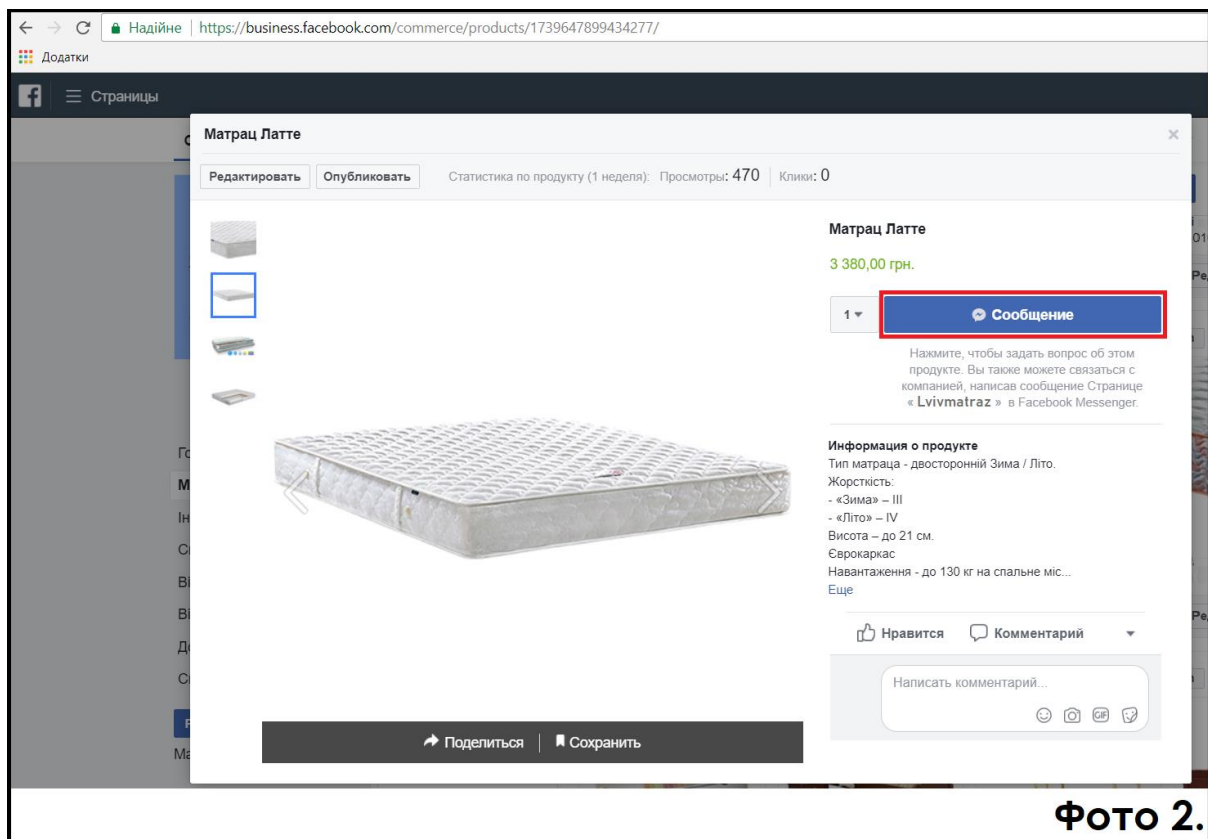 Надійне | https://business.facebook.com/commerce/products/1739647899434277/
Додатки
f Страницы
Матрац Латте
Редактировать Опубликовать Статистика по продукту (1 неделя): Просмотры: 470 Клики: 0
Матрац Латте
3 380,00 грн.
1 Сообщение
Нажмите, чтобы задать вопрос об этом
продукте. Вы также можете связаться с
компанией, написав сообщение Странице
« Lvivmatraz » в Facebook Messenger.
Информация о продукте
Тип матраца - двосторонній Зима / Літо.
Жорсткість:
- «Зима» – III
- «Літо» – IV
Висота – до 21 см.
Єврокаркас
Навантаження - до 130 кг на спальне міс...
Еще
Нравится Комментарий
Написать комментарий...
GIF
Поделиться Сохранить
Фото 2.